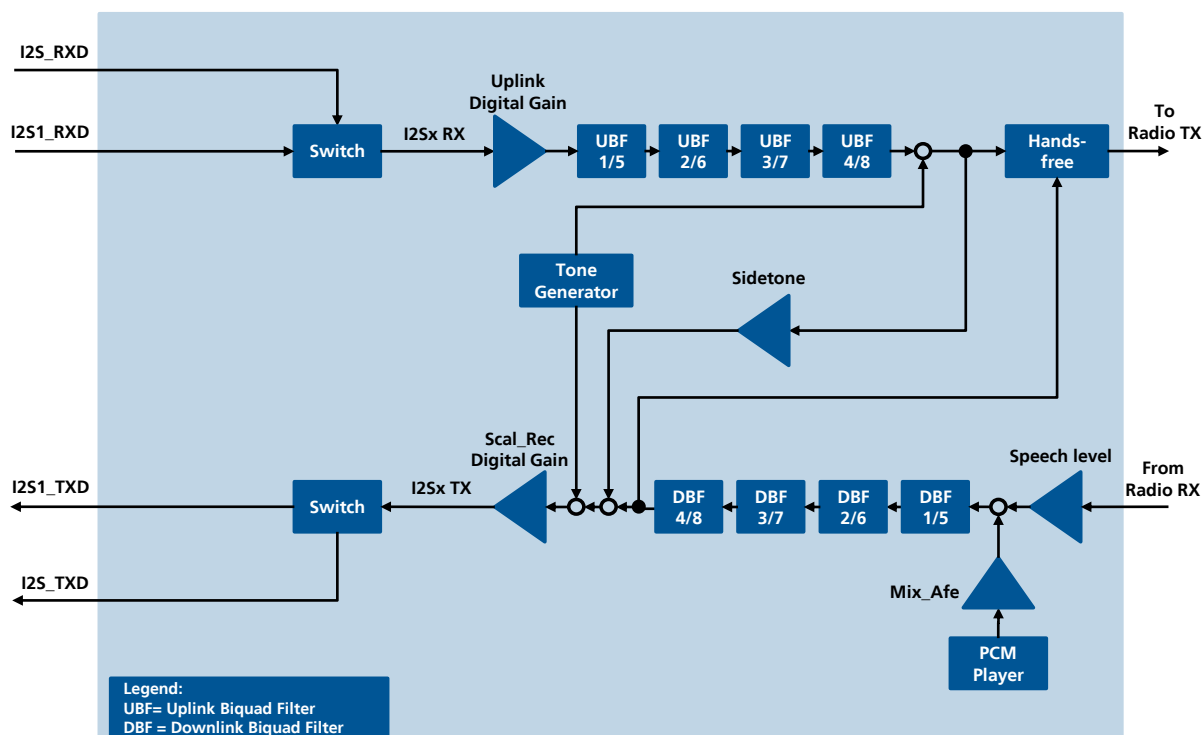 I2S_RXD
I2S1_RXD
Switch
I2Sx RX
Uplink
Digital Gain
UBF
1/5
UBF
2/6
UBF
3/7
UBF
4/8
Hands-
free
To
Radio TX
Tone
Generator
Sidetone
I2S1_TXD
I2S_TXD
Switch
I2Sx TX
Scal_Rec
Digital Gain
DBF
4/8
DBF
3/7
DBF
2/6
DBF
1/5
Speech level
From
Radio RX
Mix_Afe
PCM
Player
Legend:
UBF= Uplink Biquad Filter
DBF = Downlink Biquad Filter